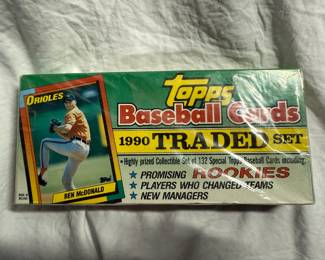 ORIOLES
BEN McDONALD
Topps
Topps
Baseball Cards
1990 TRADED SET
• Highly prized Collectible Set of 132 Special Topps Baseball Cards including:
★ PROMISING ROOKIES
★ PLAYERS WHO CHANGED TEAMS
★ NEW MANAGERS